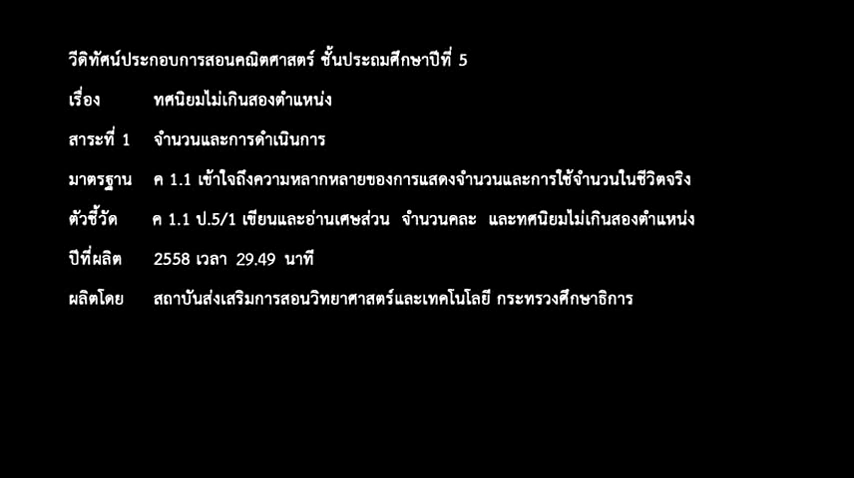 วีดิทัศน์ประกอบการสอนคณิตศาสตร์ ชั้นประถมศึกษาปีที่ 5
เรื่อง ทศนิยมไม่เกินสองตำแหน่ง
สาระที่ 1 จำนวนและการดำเนินการ
มาตรฐาน ค 1.1 เข้าใจถึงความหลากหลายของการแสดงจำนวนและการใช้จำนวนในชีวิตจริง
ตัวชี้วัด ค 1.1 ป.5/1 เขียนและอ่านเศษส่วน จำนวนคละ และทศนิยมไม่เกินสองตำแหน่ง
ปีที่ผลิต 2558 เวลา 29.49 นาที
ผลิตโดย สถาบันส่งเสริมการสอนวิทยาศาสตร์และเทคโนโลยี กระทรวงศึกษาธิการ